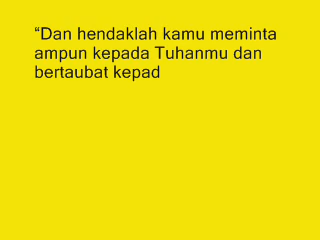 “Dan hendaklah kamu meminta
ampun kepada Tuhanmu dan
bertaubat kepad